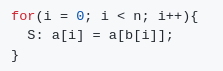 for(i = 0; i < n; i++){
  S: a[i] = a[b[i]];
}